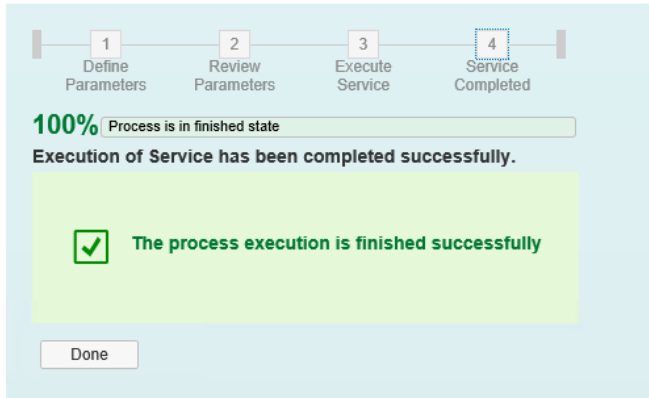 1 2 3 4
Define Review Execute Service
Parameters Parameters Service Completed
100% Process is in finished state
Execution of Service has been completed successfully.
The process execution is finished successfully
Done